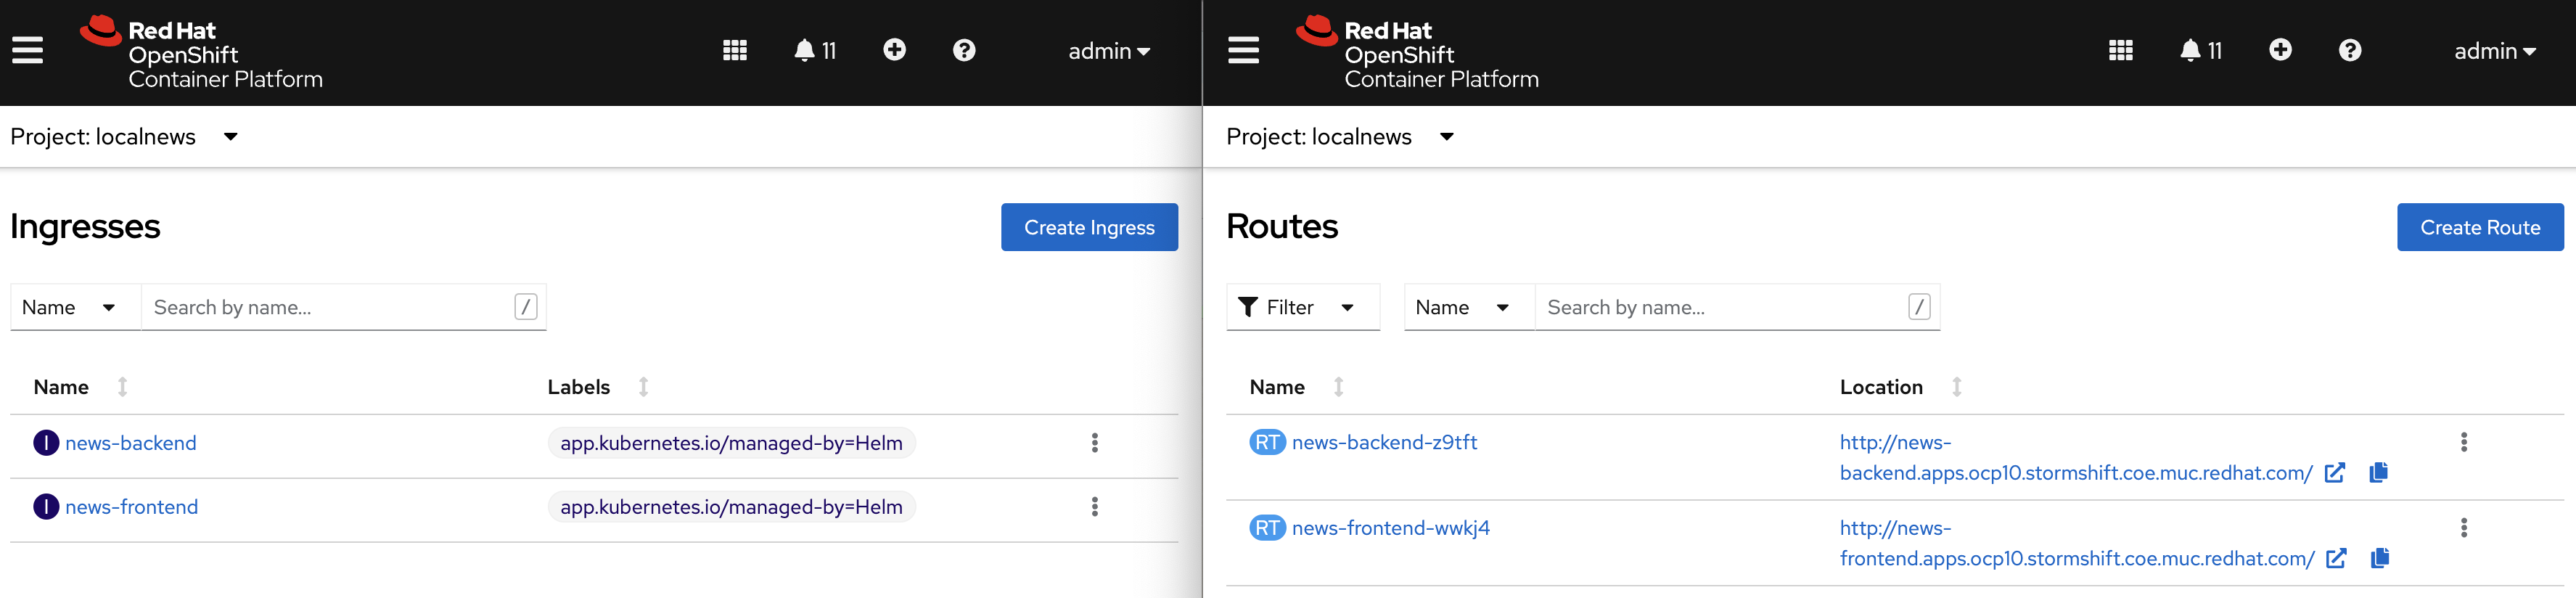 Red Hat
OpenShift
Container Platform
11
admin
Project: localnews
Ingresses
Create Ingress
Name
Search by name...
/
Name
Labels
I news-backend
app.kubernetes.io/managed-by=Helm
I news-frontend
app.kubernetes.io/managed-by=Helm
Red Hat
OpenShift
Container Platform
11
admin
Project: localnews
Routes
Create Route
Filter
Name
Search by name...
/
Name
Location
RT news-backend-z9tft
http://news-
backend.apps.ocp10.stormshift.coe.muc.redhat.com/
RT news-frontend-wwkj4
http://news-
frontend.apps.ocp10.stormshift.coe.muc.redhat.com/